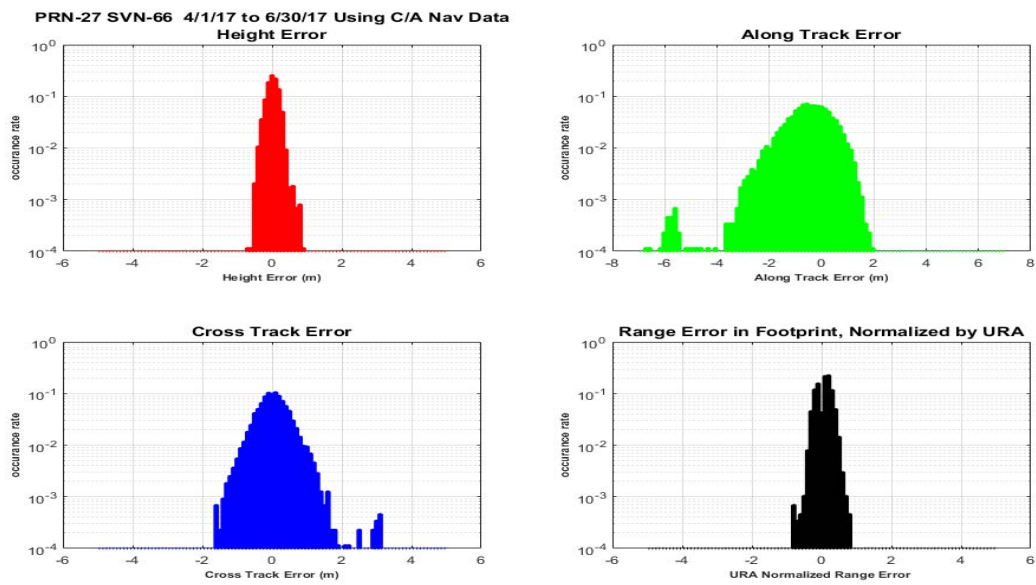 PRN-27 SVN-66 4/1/17 to 6/30/17 Using C/A Nav Data
Height Error
10^0
10^-1
10^-2
10^-3
10^-4
occurance rate
-6 -4 -2 0 2 4 6
Height Error (m)
Along Track Error
10^0
10^-1
10^-2
10^-3
10^-4
occurance rate
-8 -6 -4 -2 0 2 4 6 8
Along Track Error (m)
Cross Track Error
10^0
10^-1
10^-2
10^-3
10^-4
occurance rate
-6 -4 -2 0 2 4 6
Cross Track Error (m)
Range Error in Footprint, Normalized by URA
10^0
10^-1
10^-2
10^-3
10^-4
occurance rate
-6 -4 -2 0 2 4 6
URA Normalized Range Error